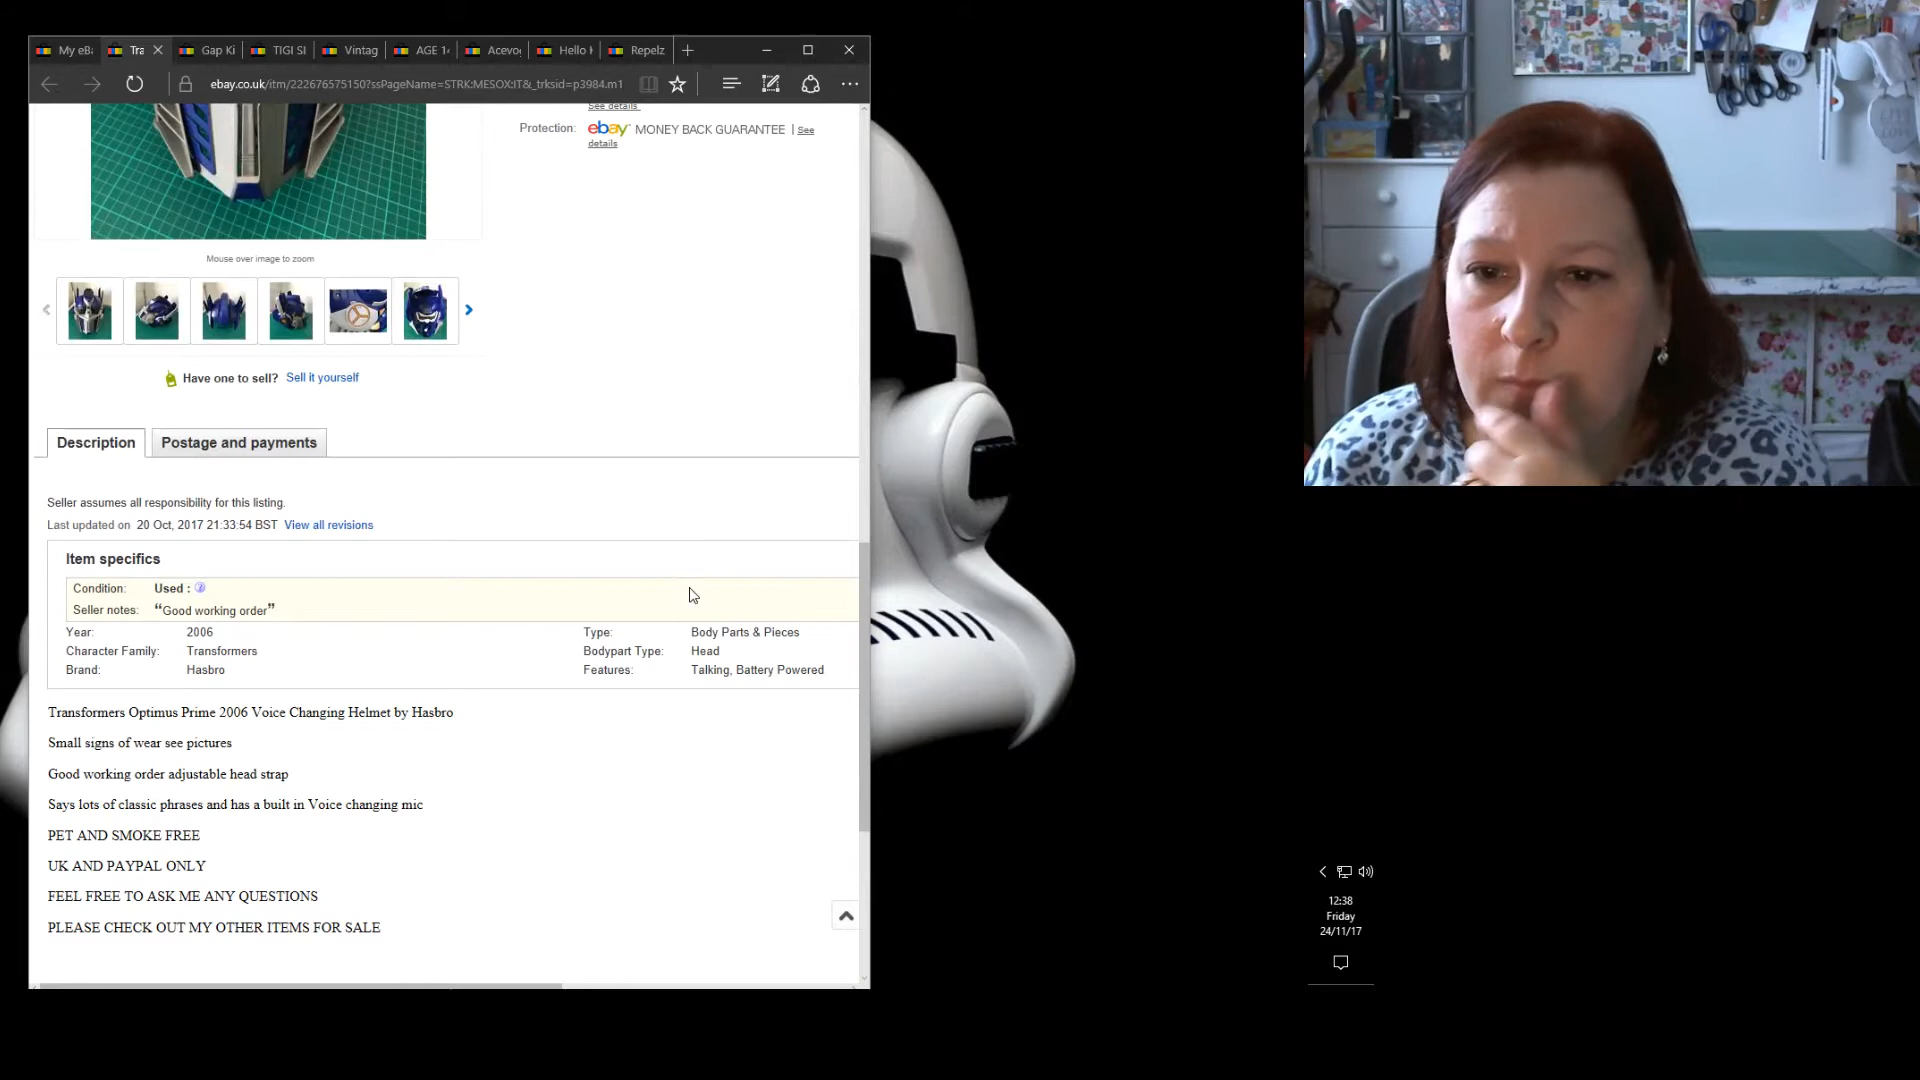 My eBa
Tra
Gap Ki
TIGI SI
Vintag
AGE 1
Acevo
Hello
Repelz
ebay.co.uk/itm/222676575150?ssPageName=STRK:MESOX:IT&_trksid=p3984.m1
See details
Protection: ebay MONEY BACK GUARANTEE | See
details
Mouse over image to zoom
Have one to sell? Sell it yourself
Description
Postage and payments
Seller assumes all responsibility for this listing.
Last updated on 20 Oct, 2017 21:33:54 BST View all revisions
Item specifics
Condition: Used :
Seller notes: “Good working order”
Year: 2006 Type: Body Parts & Pieces
Character Family: Transformers Bodypart Type: Head
Brand: Hasbro Features: Talking, Battery Powered
Transformers Optimus Prime 2006 Voice Changing Helmet by Hasbro
Small signs of wear see pictures
Good working order adjustable head strap
Says lots of classic phrases and has a built in Voice changing mic
PET AND SMOKE FREE
UK AND PAYPAL ONLY
FEEL FREE TO ASK ME ANY QUESTIONS
PLEASE CHECK OUT MY OTHER ITEMS FOR SALE
12:38
Friday
24/11/17